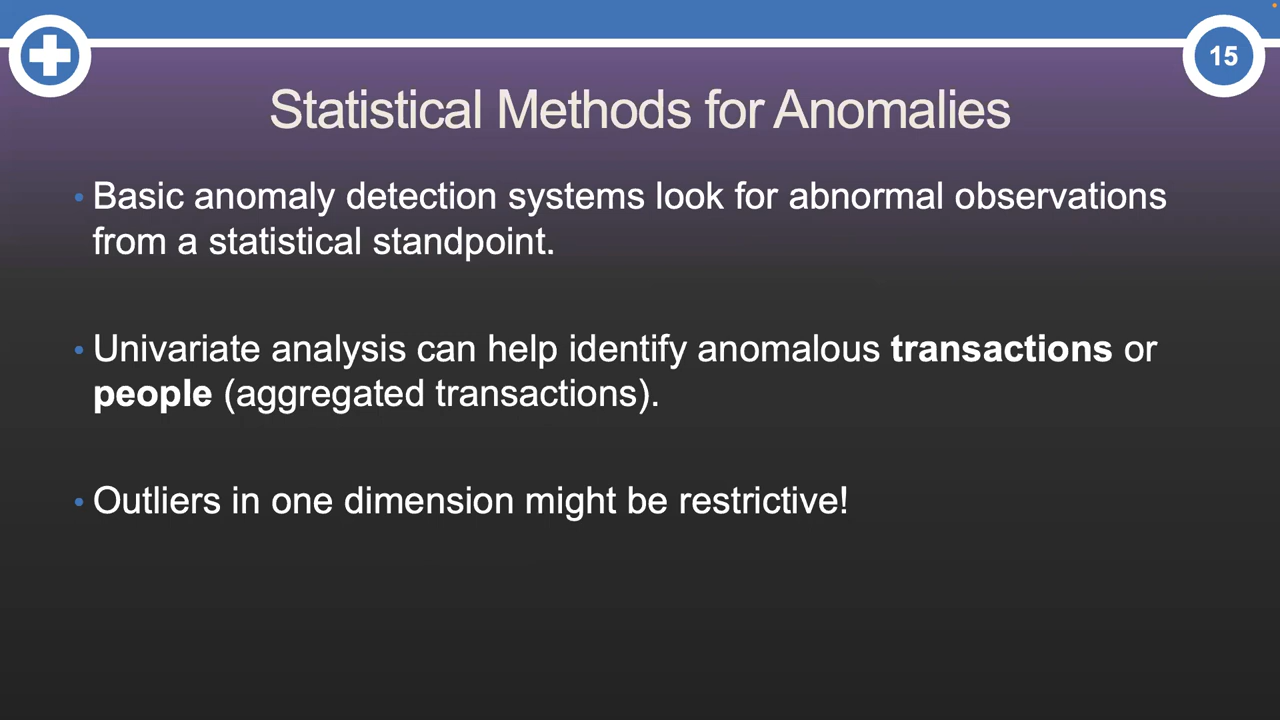 15
Statistical Methods for Anomalies
• Basic anomaly detection systems look for abnormal observations
from a statistical standpoint.
• Univariate analysis can help identify anomalous transactions or
people (aggregated transactions).
• Outliers in one dimension might be restrictive!